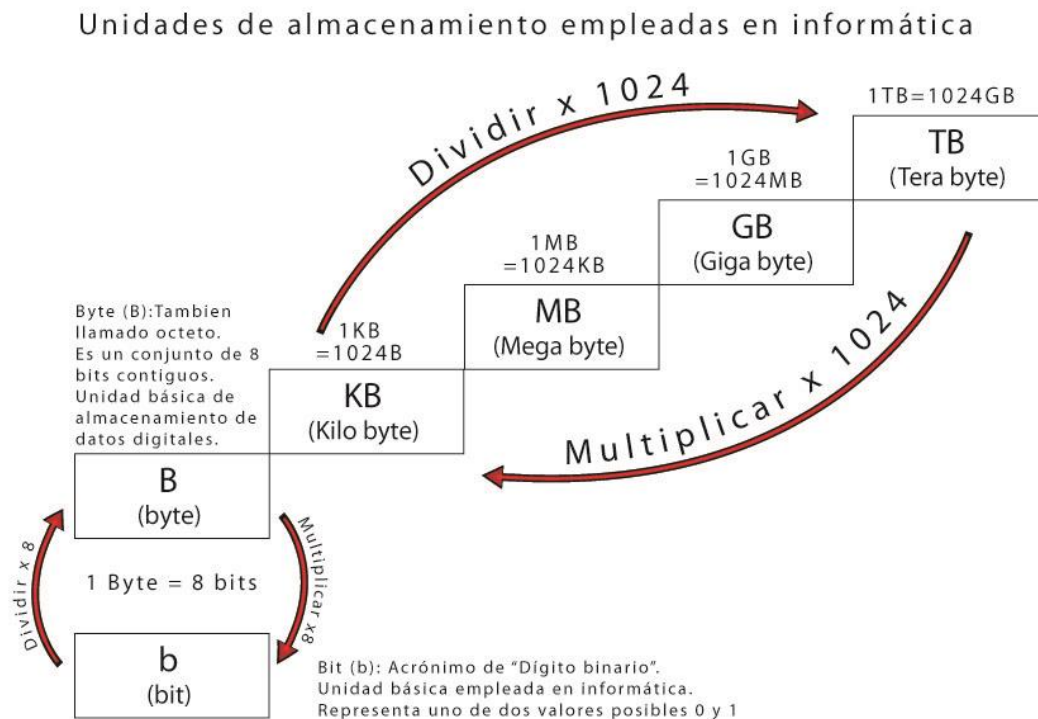 Unidades de almacenamiento empleadas en informática
Dividir x 1024
1TB=1024GB
TB
(Tera byte)
1GB
=1024MB
GB
(Giga byte)
1MB
=1024KB
MB
(Mega byte)
1KB
=1024B
KB
(Kilo byte)
Multiplicar x 1024
Byte (B):Tambien
llamado octeto.
Es un conjunto de 8
bits contiguos.
Unidad básica de
almacenamiento de
datos digitales.
B
(byte)
Dividir x 8
1 Byte = 8 bits
Multiplicar x8
b
(bit)
Bit (b): Acrónimo de “Dígito binario”.
Unidad básica empleada en informática.
Representa uno de dos valores posibles 0 y 1